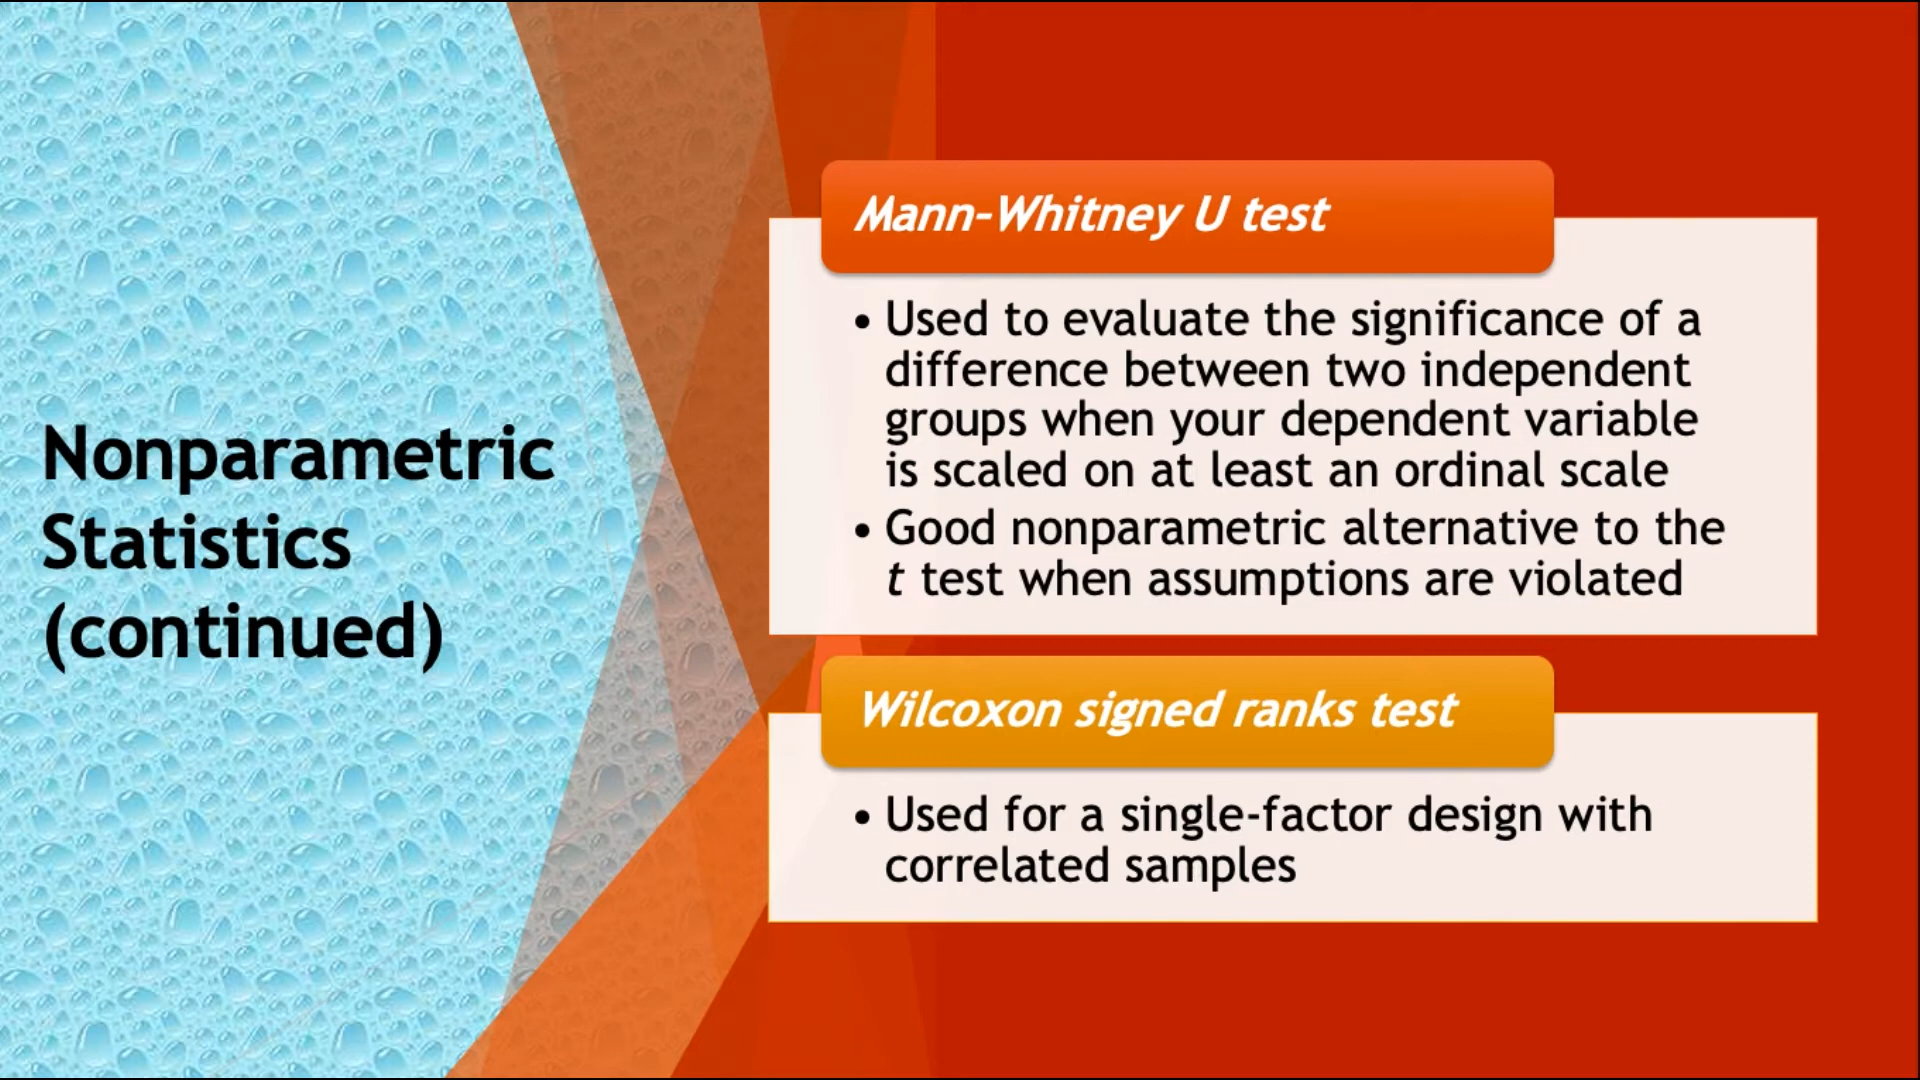 Nonparametric
Statistics
(continued)
Mann-Whitney U test
• Used to evaluate the significance of a
difference between two independent
groups when your dependent variable
is scaled on at least an ordinal scale
• Good nonparametric alternative to the
t test when assumptions are violated
Wilcoxon signed ranks test
• Used for a single-factor design with
correlated samples